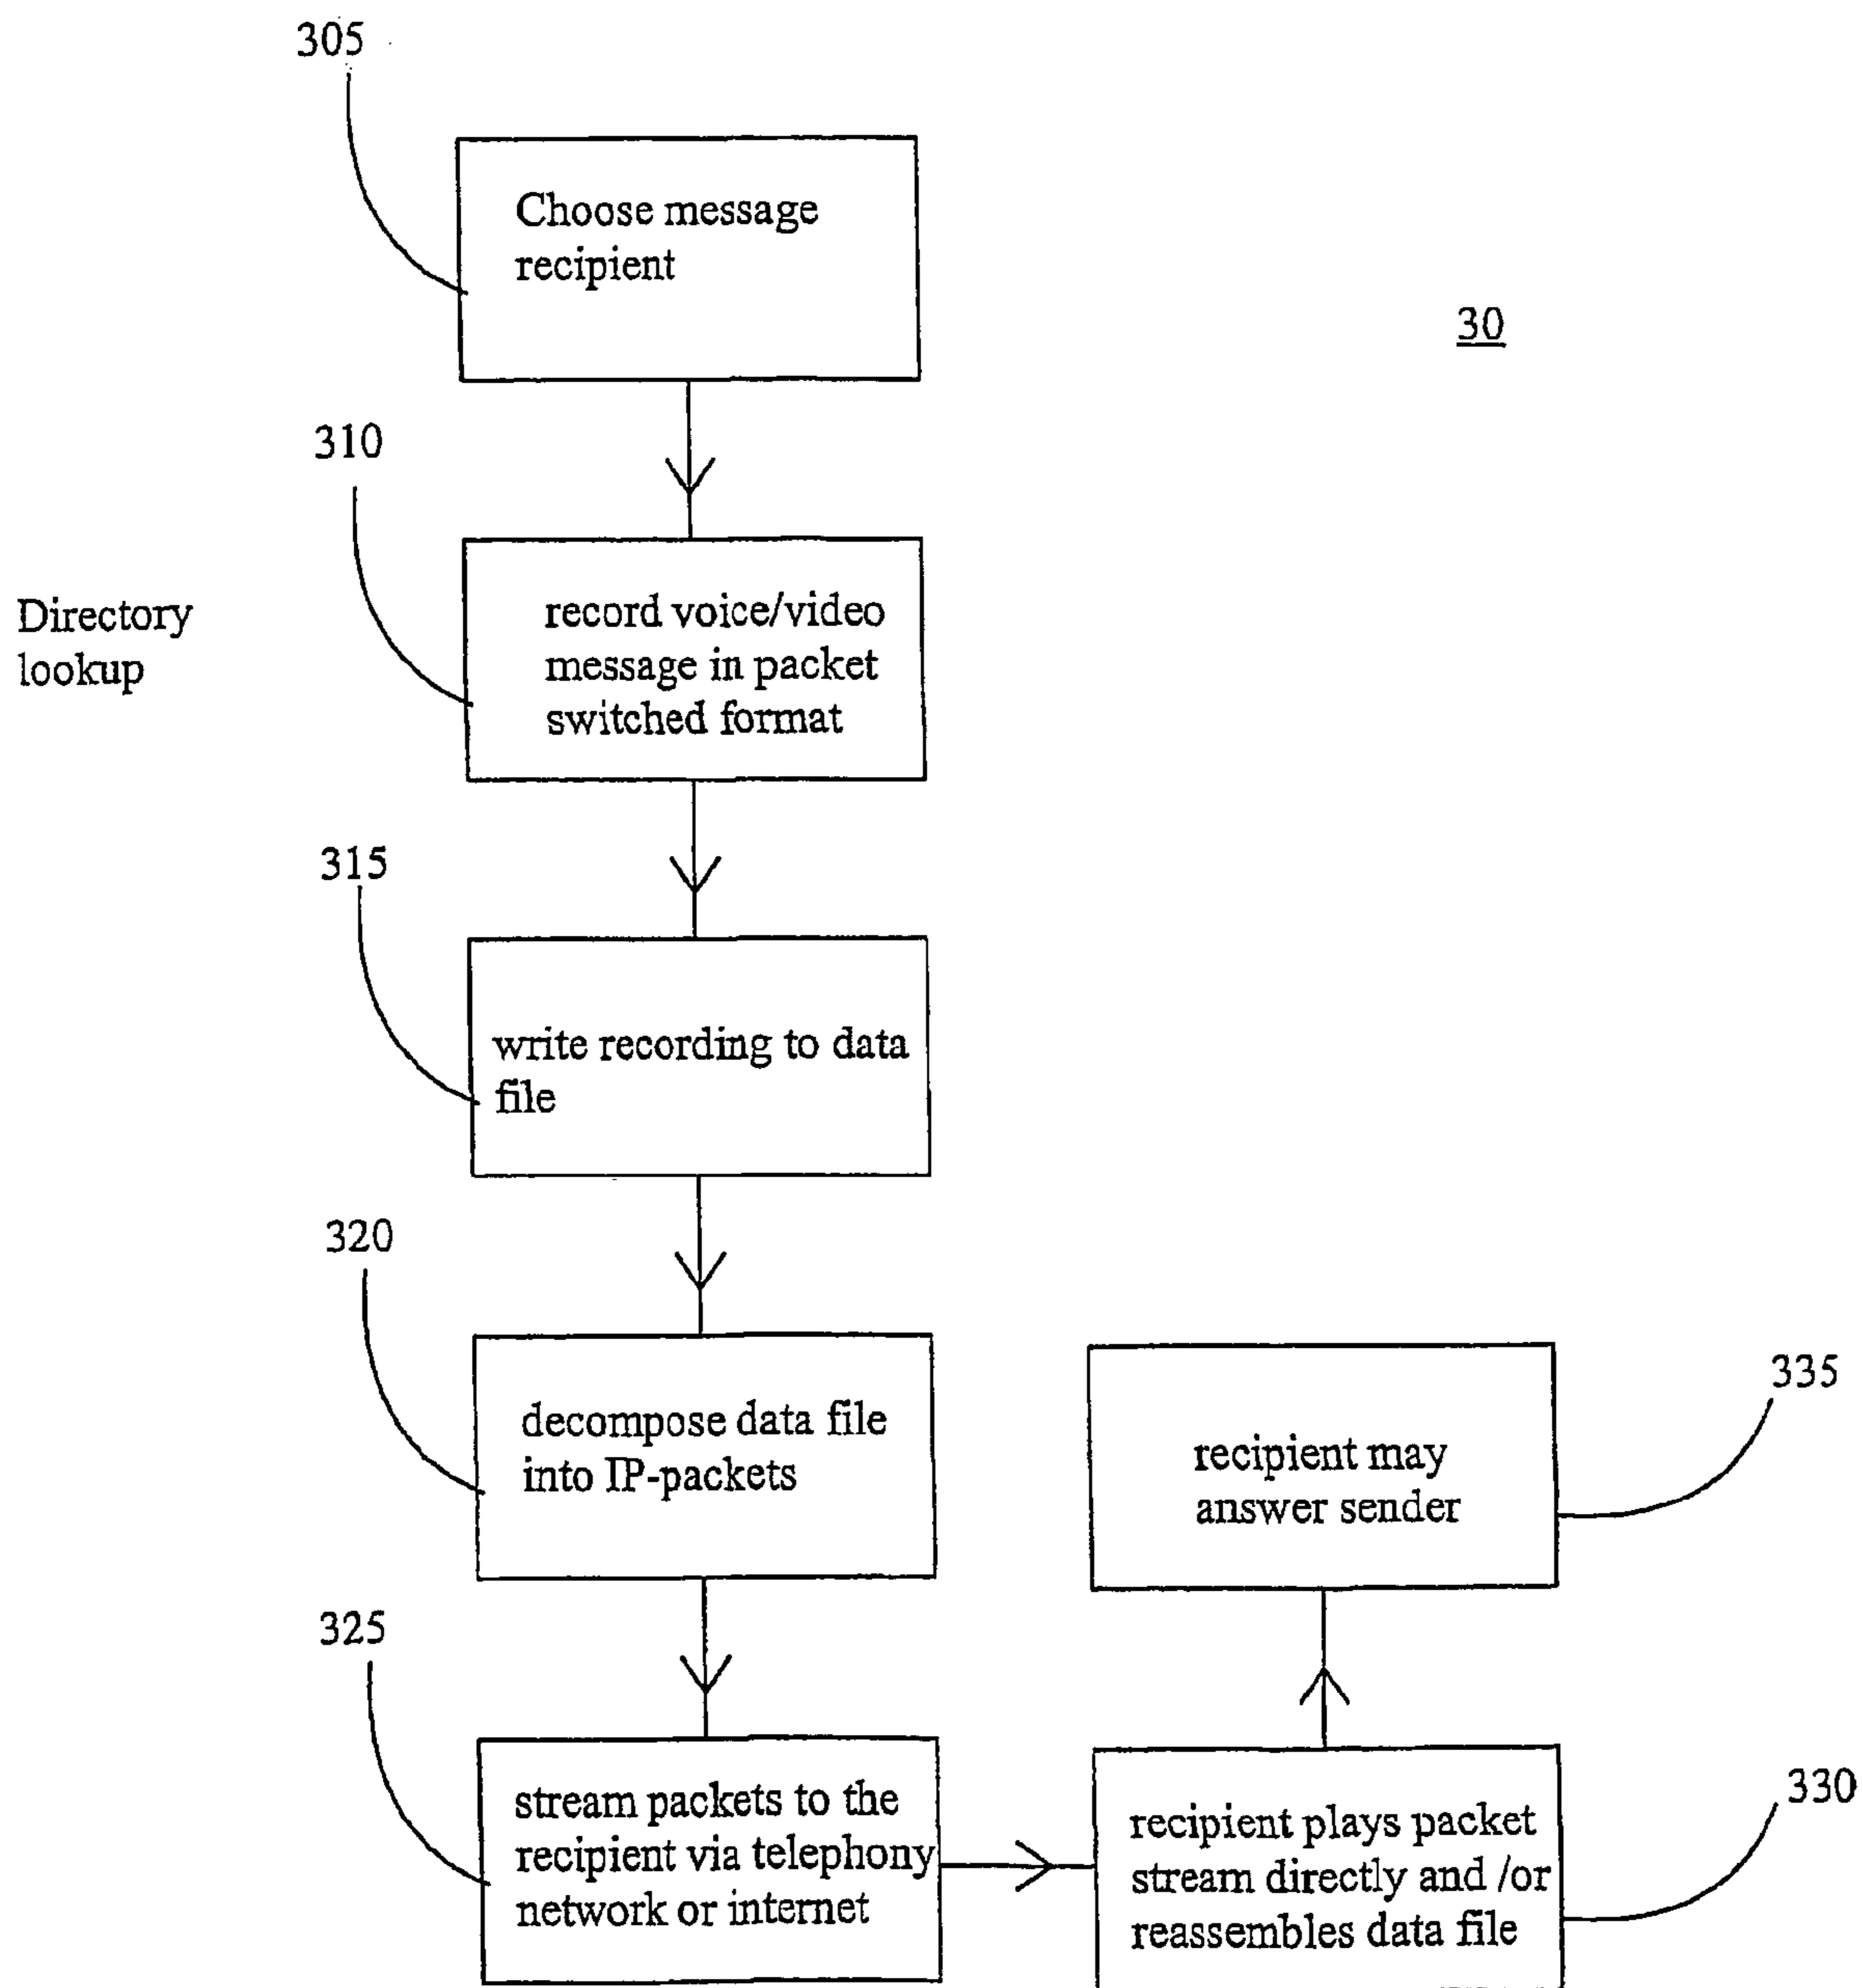 305
Choose message
recipient
30
310
Directory
lookup
record voice/video
message in packet
switched format
315
write recording to data
file
320
decompose data file
into IP-packets
325
stream packets to the
recipient via telephony
network or internet
330
recipient plays packet
stream directly and /or
reassembles data file
335
recipient may
answer sender